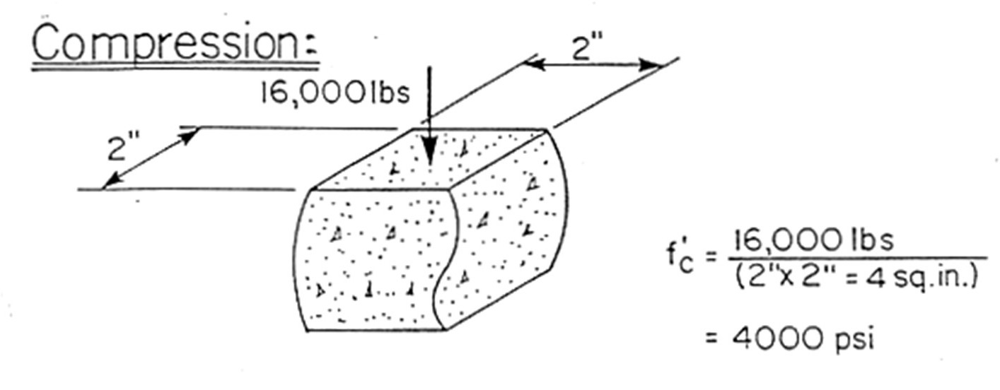 Compression:
2"
16,000 lbs
2"
f'c = 16,000 lbs
(2"x 2" = 4 sq.in.)
= 4000 psi